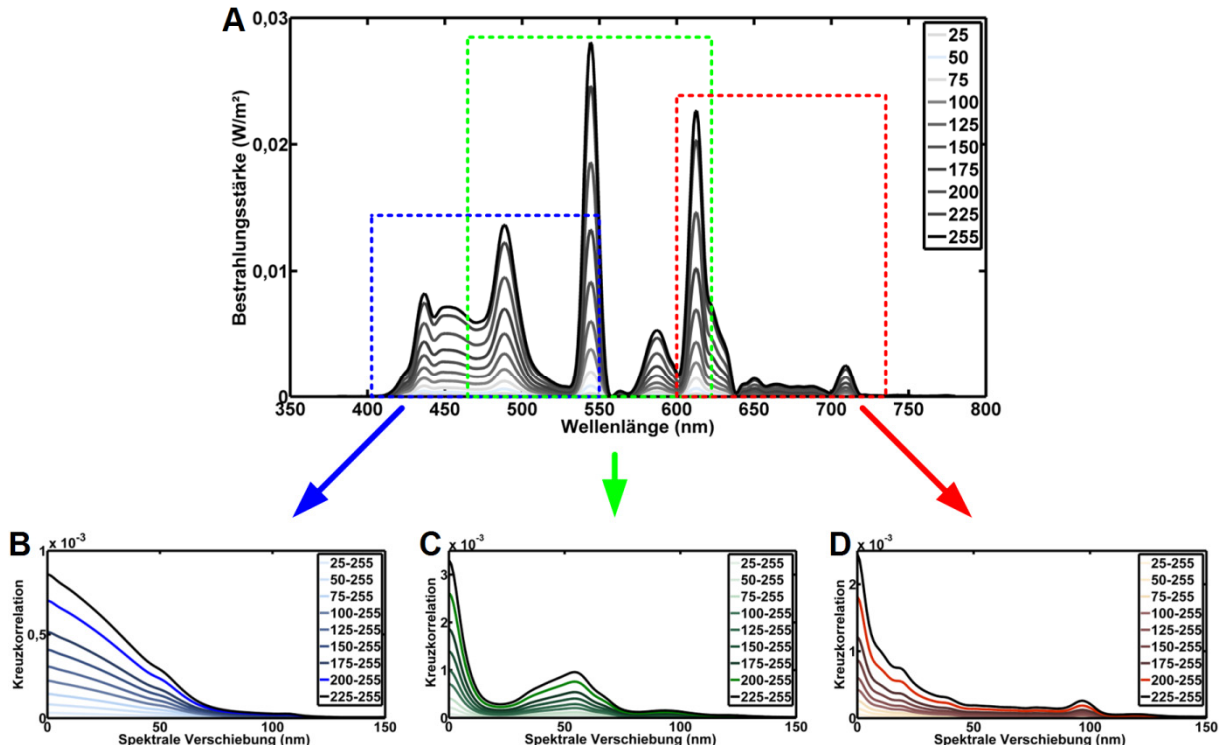 A
0,03
0,02
0,01
0
Bestrahlungsstärke (W/m²)
350 400 450 500 550 600 650 700 750 800
Wellenlänge (nm)
25
50
75
100
125
150
175
200
225
255
B
x 10⁻³
1
0,5
0
Kreuzkorrelation
0 50 100 150
Spektrale Verschiebung (nm)
25-255
50-255
75-255
100-255
125-255
150-255
175-255
200-255
225-255
C
x 10⁻³
3
2
1
0
Kreuzkorrelation
0 50 100 150
Spektrale Verschiebung (nm)
25-255
50-255
75-255
100-255
125-255
150-255
175-255
200-255
225-255
D
x 10⁻³
2
1
0
Kreuzkorrelation
0 50 100 150
Spektrale Verschiebung (nm)
25-255
50-255
75-255
100-255
125-255
150-255
175-255
200-255
225-255